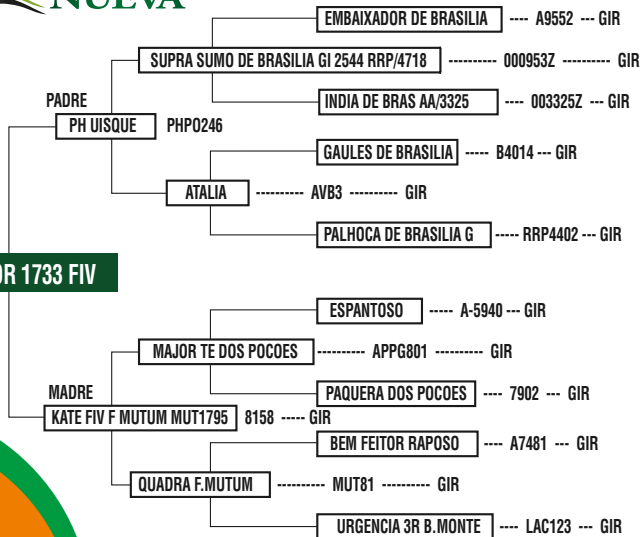 NUEVA
EMBAIXADOR DE BRASILIA ---- A9552 --- GIR
SUPRA SUMO DE BRASILIA GI 2544 RRP/4718 ---------- 000953Z ---------- GIR
INDIA DE BRAS AA/3325 ---- 003325Z --- GIR
PADRE
PH UISQUE PHPO246
GAULES DE BRASILIA ----- B4014 --- GIR
ATALIA ---------- AVB3 ---------- GIR
PALHOCA DE BRASILIA G ----- RRP4402 --- GIR
1733 FIV
ESPANTOSO ----- A-5940 --- GIR
MAJOR TE DOS POCOES ---------- APPG801 ---------- GIR
PAQUERA DOS POCOES ---- 7902 --- GIR
MADRE
KATE FIV F MUTUM MUT1795 8158 ----- GIR
BEM FEITOR RAPOSO ---- A7481 --- GIR
QUADRA F.MUTUM ---------- MUT81 ---------- GIR
URGENCIA 3R B.MONTE ---- LAC123 --- GIR